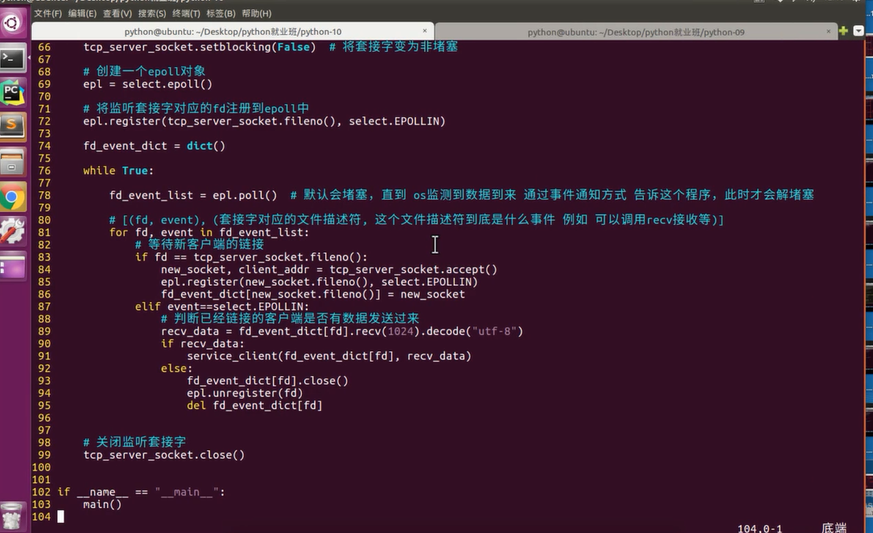 文件(F) 编辑(E) 查看(V) 搜索(S) 终端(T) 标签(B) 帮助(H)
python@ubuntu: ~/Desktop/python就业班/python-10 × python@ubuntu: ~/Desktop/python就业班/python-09 ×
66 tcp_server_socket.setblocking(False) # 将套接字变为非堵塞
67
68 # 创建一个epoll对象
69 epl = select.epoll()
70
71 # 将监听套接字对应的fd注册到epoll中
72 epl.register(tcp_server_socket.fileno(), select.EPOLLIN)
73
74 fd_event_dict = dict()
75
76 while True:
77
78 fd_event_list = epl.poll() # 默认会堵塞，直到 os监测到数据到来 通过事件通知方式 告诉这个程序，此时才会解堵塞
79
80 # [(fd, event), (套接字对应的文件描述符, 这个文件描述符到底是什么事件 例如 可以调用recv接收等)]
81 for fd, event in fd_event_list:
82 # 等待新客户端的链接
83 if fd == tcp_server_socket.fileno():
84 new_socket, client_addr = tcp_server_socket.accept()
85 epl.register(new_socket.fileno(), select.EPOLLIN)
86 fd_event_dict[new_socket.fileno()] = new_socket
87 elif event==select.EPOLLIN:
88 # 判断已经链接的客户端是否有数据发送过来
89 recv_data = fd_event_dict[fd].recv(1024).decode("utf-8")
90 if recv_data:
91 service_client(fd_event_dict[fd], recv_data)
92 else:
93 fd_event_dict[fd].close()
94 epl.unregister(fd)
95 del fd_event_dict[fd]
96
97
98 # 关闭监听套接字
99 tcp_server_socket.close()
100
101
102 if __name__ == "__main__":
103 main()
104
104,0-1 底端